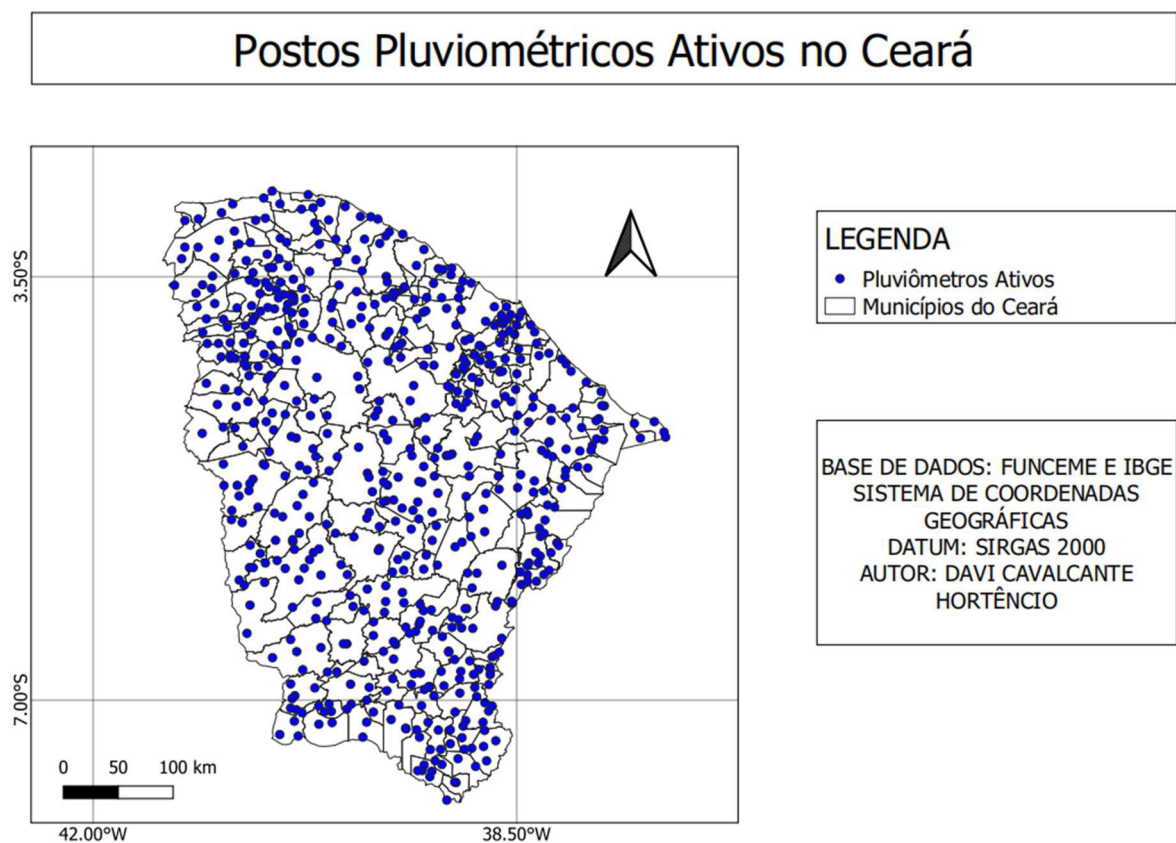 Postos Pluviométricos Ativos no Ceará
3.50°S
7.00°S
0 50 100 km
42.00°W 38.50°W
LEGENDA
Pluviômetros Ativos
Municípios do Ceará
BASE DE DADOS: FUNCEME E IBGE
SISTEMA DE COORDENADAS
GEOGRÁFICAS
DATUM: SIRGAS 2000
AUTOR: DAVI CAVALCANTE
HORTÊNCIO